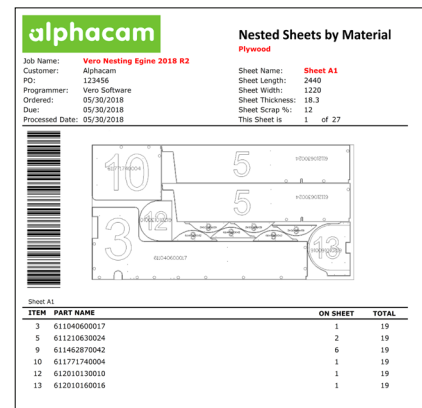 alphacam
Nested Sheets by Material
Plywood
Job Name: Vero Nesting Egine 2018 R2
Customer: Alphacam
PO: 123456
Programmer: Vero Software
Ordered: 05/30/2018
Due: 05/30/2018
Processed Date: 05/30/2018
Sheet Name: Sheet A1
Sheet Length: 2440
Sheet Width: 1220
Sheet Thickness: 18.3
Sheet Scrap %: 12
This Sheet is 1 of 27
10
611771740004
5
5
12
3
13
611040600017
Sheet A1
ITEM PART NAME ON SHEET TOTAL
3 611040600017 1 19
5 611210630024 2 19
9 611462870042 6 19
10 611771740004 1 19
12 612010130010 1 19
13 612010160016 1 19